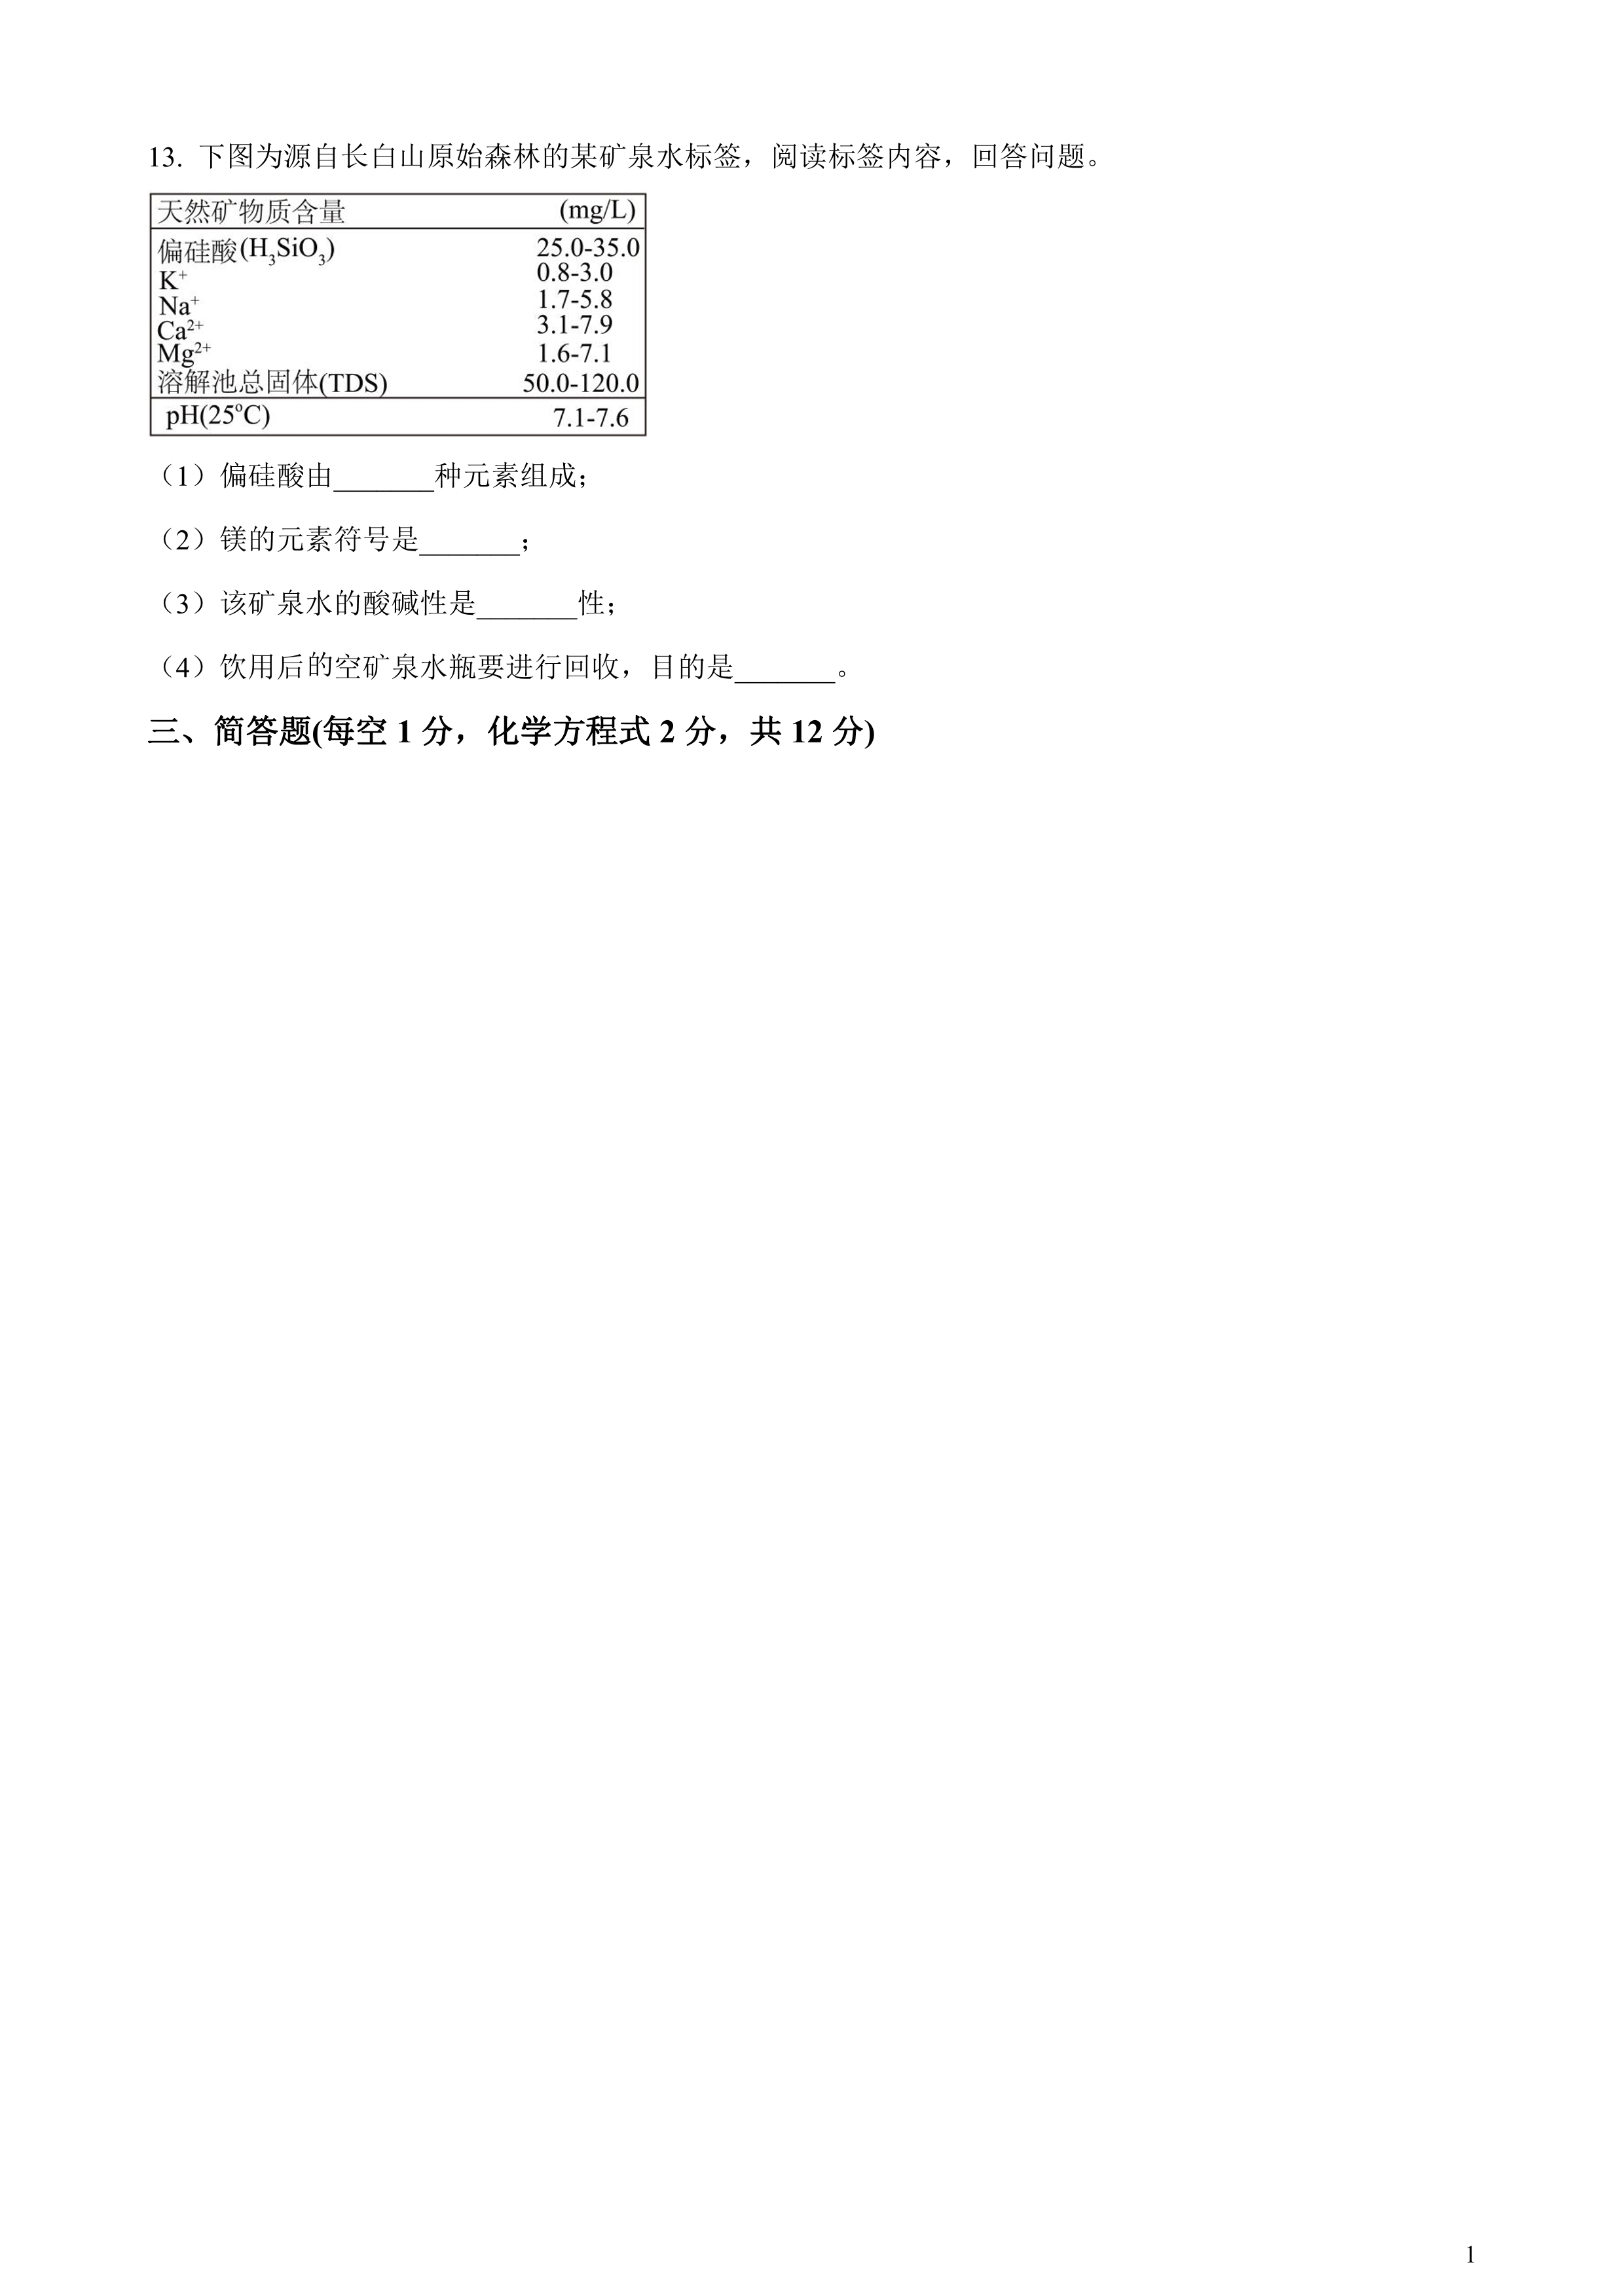 13. 下图为源自长白山原始森林的某矿泉水标签，阅读标签内容，回答问题。
天然矿物质含量 (mg/L)
偏硅酸(H₃SiO₃) 25.0-35.0
K⁺ 0.8-3.0
Na⁺ 1.7-5.8
Ca²⁺ 3.1-7.9
Mg²⁺ 1.6-7.1
溶解池总固体(TDS) 50.0-120.0
pH(25°C) 7.1-7.6
（1）偏硅酸由_______种元素组成；
（2）镁的元素符号是_______；
（3）该矿泉水的酸碱性是_______性；
（4）饮用后的空矿泉水瓶要进行回收，目的是_______。
三、简答题(每空 1 分，化学方程式 2 分，共 12 分)
1